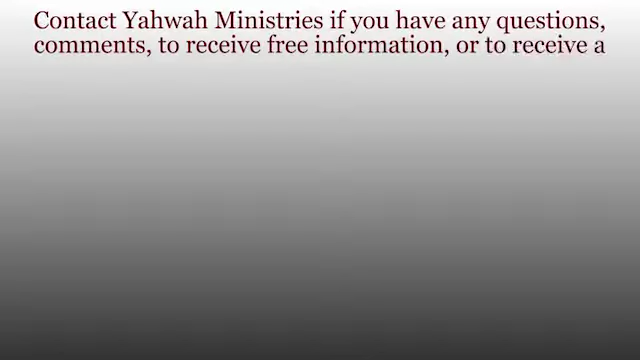 Contact Yahwah Ministries if you have any questions,
comments, to receive free information, or to receive a